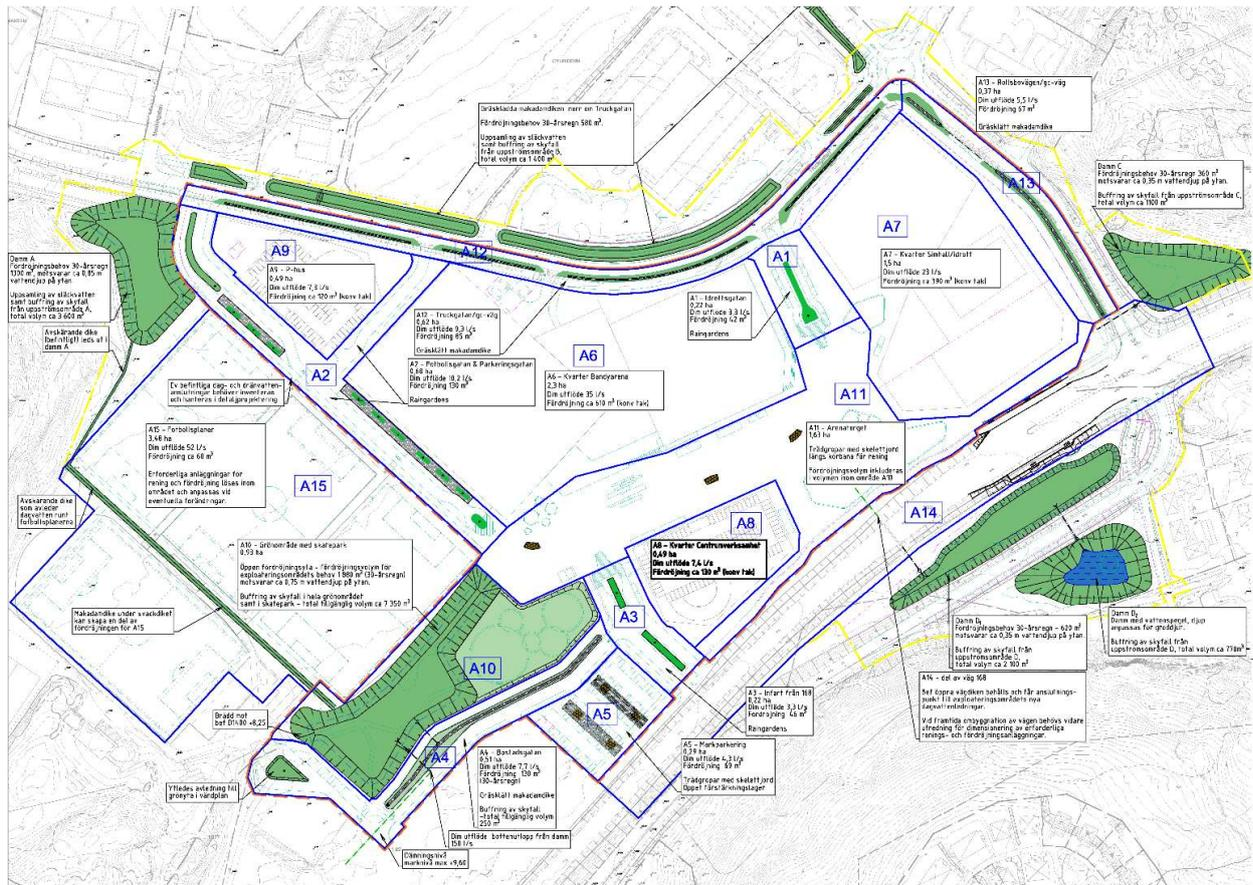 Gräsklädda makadamdiken norr om Truckgatan
Fördröjningsbehov 30-årsregn 580 m³.
Uppsamling av släckvatten
samt buffring av skyfall
från uppströmsområde B,
total volym ca 1 400 m³
A13 - Rollsbovägen/gc-väg
0,37 ha
Dim utflöde 5,5 l/s
Fördröjning 67 m³
Gräsklätt makadamdike
Damm C
Fördröjningsbehov 30-årsregn 360 m³
motsvarar ca 0,35 m vattendjup på ytan.
Buffring av skyfall från uppströmsområde C,
total volym ca 1100 m³
A13
A7
A7 - Kvarter Simhall/Idrott
1,5 ha
Dim utflöde 23 l/s
Fördröjning ca 390 m³ (konv tak)
A9
A9 - P-hus
0,49 ha
Dim utflöde 7,3 l/s
Fördröjning ca 120 m³ (konv tak)
A12
A1
Damm A
Fördröjningsbehov 30-årsregn
1300 m³, motsvarar ca 0,85 m
vattendjup på ytan.
Uppsamling av släckvatten
samt buffring av skyfall
från uppströmsområde A,
total volym ca 3 600 m³
A1 - Idrottsgatan
0,22 ha
Dim utflöde 3,3 l/s
Fördröjning 42 m³
Raingardens
A12 - Truckgatan/gc-väg
0,62 ha
Dim utflöde 9,3 l/s
Fördröjning 85 m³
Gräsklätt makadamdike
Avskärande dike
(befintligt) leds ut i
damm A
A6
A6 - Kvarter Bandyarena
2,3 ha
Dim utflöde 35 l/s
Fördröjning ca 610 m³ (konv tak)
A2
A2 - Fotbollsgatan & Parkeringsgatan
0,68 ha
Dim utflöde 10,2 l/s
Fördröjning 130 m³
Raingardens
Ev befintliga dag- och dränvatten-
anslutningar behöver inventeras
och hanteras i detaljprojektering
A11
A11 - Arenatorget
1,63 ha
Trädgropar med skelettjord
längs körbana för rening
Fördröjningsvolym inkluderas
i volymen inom område A10
A15 - Fotbollsplaner
3,48 ha
Dim utflöde 52 l/s
Fördröjning ca 60 m³
Erforderliga anläggningar för
rening och fördröjning löses inom
området och anpassas vid
eventuella förändringar.
A15
Avskärande dike
som avleder
dagvatten runt
fotbollsplanerna
A14
A8
A8 - Kvarter Centrumverksamhet
0,49 ha
Dim utflöde 7,4 l/s
Fördröjning ca 130 m³ (konv tak)
A10 - Grönområde med skatepark
0,93 ha
Öppen fördröjningsyta - fördröjningsvolym för
exploateringsområdets behov 1 880 m³ (30-årsregn)
motsvarar ca 0,75 m vattendjup på ytan.
Buffring av skyfall i hela grönområdet
samt i skatepark - total tillgänglig volym ca 7 350 m³
Makadamdike under svackdiket
kan skapa en del av
fördröjningen för A15
A3
A10
Damm D₁
Fördröjningsbehov 30-årsregn - 620 m³
motsvarar ca 0,35 m vattendjup på ytan.
Buffring av skyfall från
uppströmsområde D,
total volym ca 2 100 m³
Damm D₂
Damm med vattenspegel, djup
anpassas för groddjur.
Buffring av skyfall från
uppströmsområde D, total volym ca 770m³
A14 - del av väg 168
Det öppna vägdiket behålls och får anslutnings-
punkt till exploateringsområdets nya
dagvattenledningar.
Vid framtida ombyggration av vägen behövs vidare
utredning för dimensionering av erforderliga
renings- och fördröjningsanläggningar.
A3 - Infart från 168
0,22 ha
Dim utflöde 3,3 l/s
Fördröjning 46 m³
Raingardens
A5
Brädd mot
bef D1400 +8,25
A4
A4 - Båstadsgatan
0,51 ha
Dim utflöde 7,7 l/s
Fördröjning 130 m³
(30-årsregn)
Gräsklätt makadamdike
Buffring av skyfall
-total tillgänglig volym
250 m³
A5 - Markparkering
0,29 ha
Dim utflöde 4,3 l/s
Fördröjning 69 m³
Trädgropar med skelettjord
Öppet förstärkningslager
Ytledes avledning till
grönyta i vändplan
Dim utflöde bottenutlopp från damm
150 l/s
Dämningsnivå
marknivå max +9,60